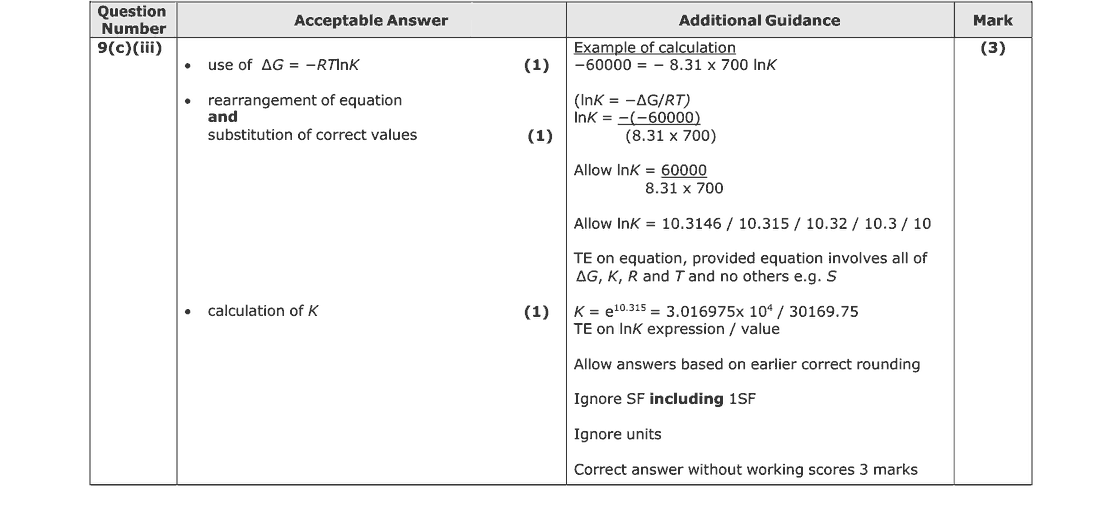 Question Number
Acceptable Answer
Additional Guidance
Mark
9(c)(iii)
• use of ΔG = −RTlnK (1)
• rearrangement of equation
and
substitution of correct values (1)
• calculation of K (1)
Example of calculation
−60000 = − 8.31 x 700 lnK
(lnK = −ΔG/RT)
lnK = −(−60000)
(8.31 x 700)
Allow lnK = 60000
8.31 x 700
Allow lnK = 10.3146 / 10.315 / 10.32 / 10.3 / 10
TE on equation, provided equation involves all of
ΔG, K, R and T and no others e.g. S
K = e^10.315 = 3.016975x 10⁴ / 30169.75
TE on lnK expression / value
Allow answers based on earlier correct rounding
Ignore SF including 1SF
Ignore units
Correct answer without working scores 3 marks
(3)